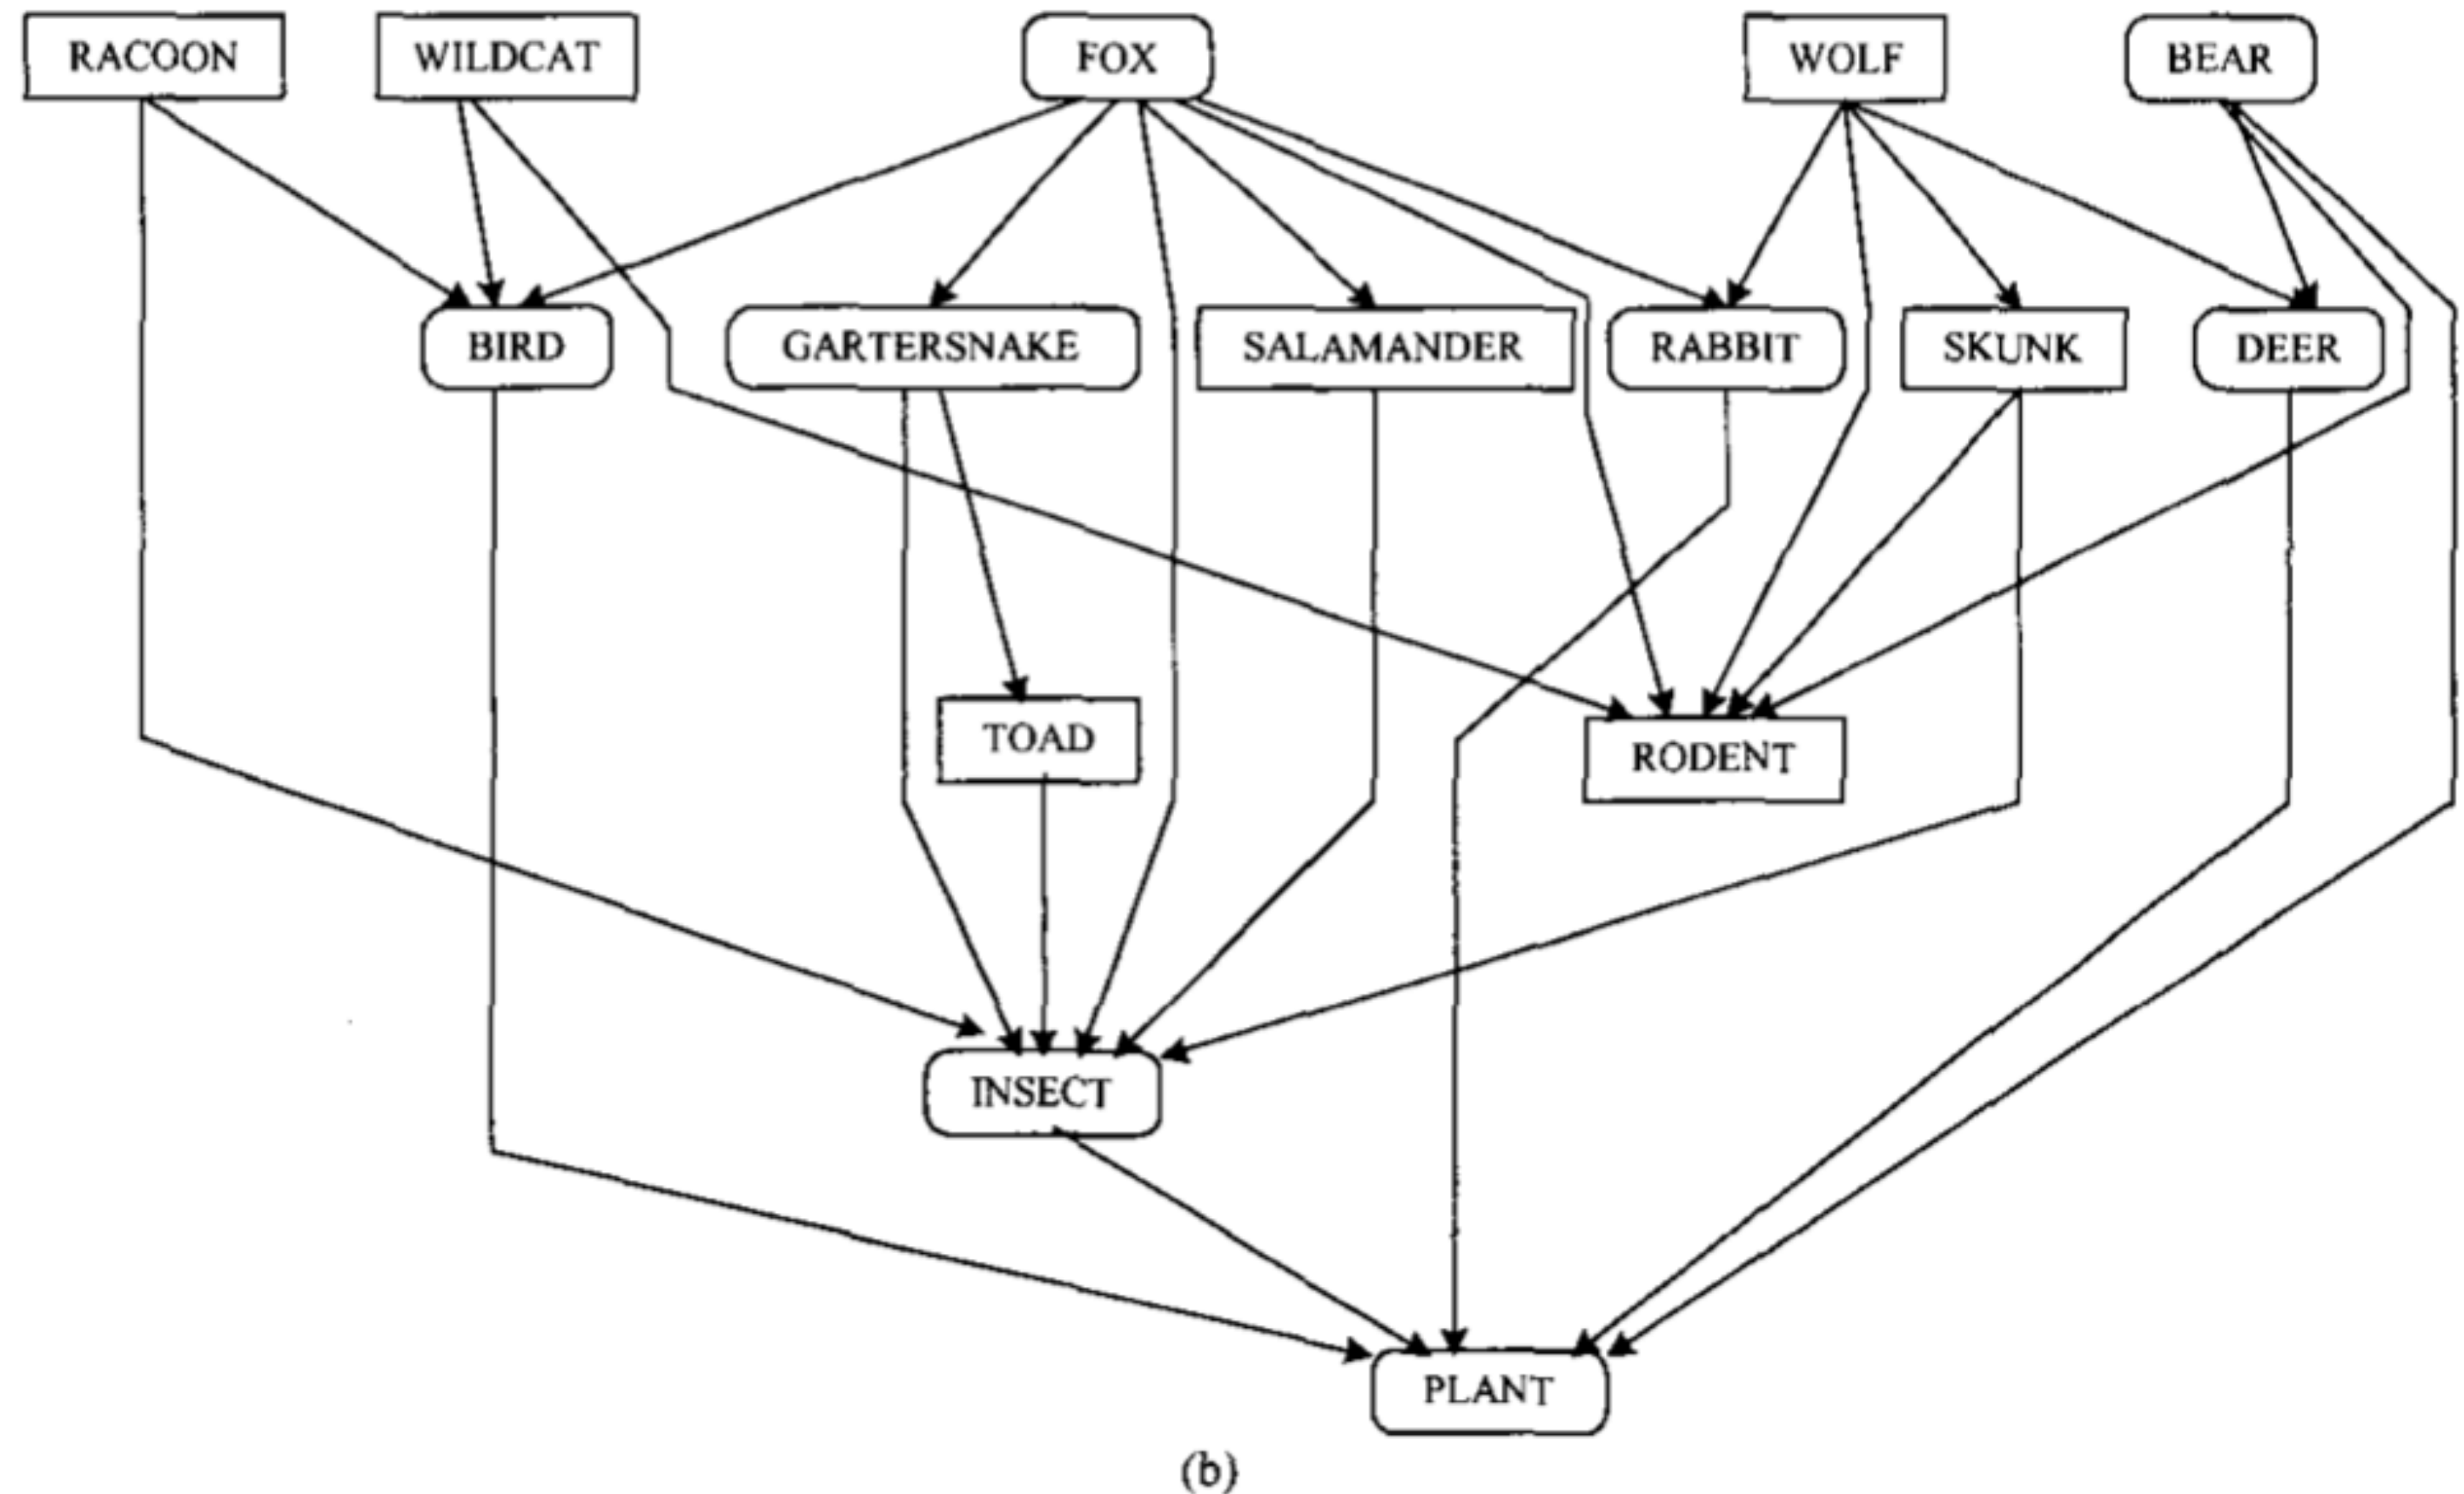 RACOON
WILDCAT
FOX
WOLF
BEAR
BIRD
GARTERSNAKE
SALAMANDER
RABBIT
SKUNK
DEER
TOAD
RODENT
INSECT
PLANT
(b)